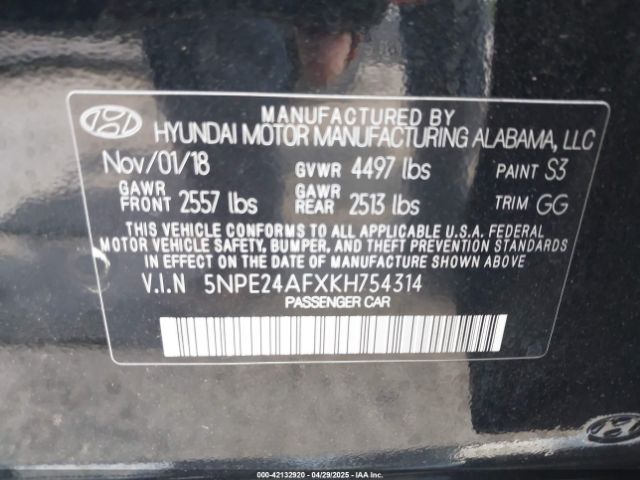 MANUFACTURED BY
HYUNDAI MOTOR MANUFACTURING ALABAMA, LLC
Nov/01/18 GVWR 4497 lbs PAINT S3
GAWR FRONT 2557 lbs GAWR REAR 2513 lbs TRIM GG
THIS VEHICLE CONFORMS TO ALL APPLICABLE U.S.A. FEDERAL
MOTOR VEHICLE SAFETY, BUMPER, AND THEFT PREVENTION STANDARDS
IN EFFECT ON THE DATE OF MANUFACTURE SHOWN ABOVE.
V.I.N 5NPE24AFXKH754314
PASSENGER CAR
000-42132920 - 04/29/2025 - IAA, Inc.